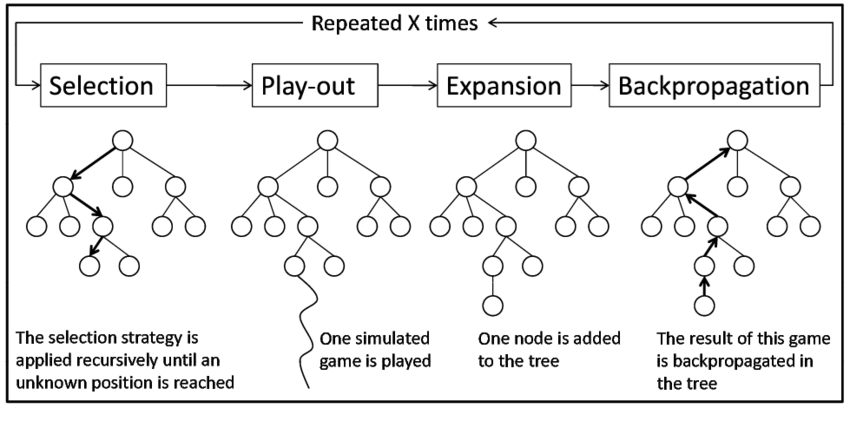 Repeated X times
Selection
Play-out
Expansion
Backpropagation
The selection strategy is
applied recursively until an
unknown position is reached
One simulated
game is played
One node is added
to the tree
The result of this game
is backpropagated in
the tree